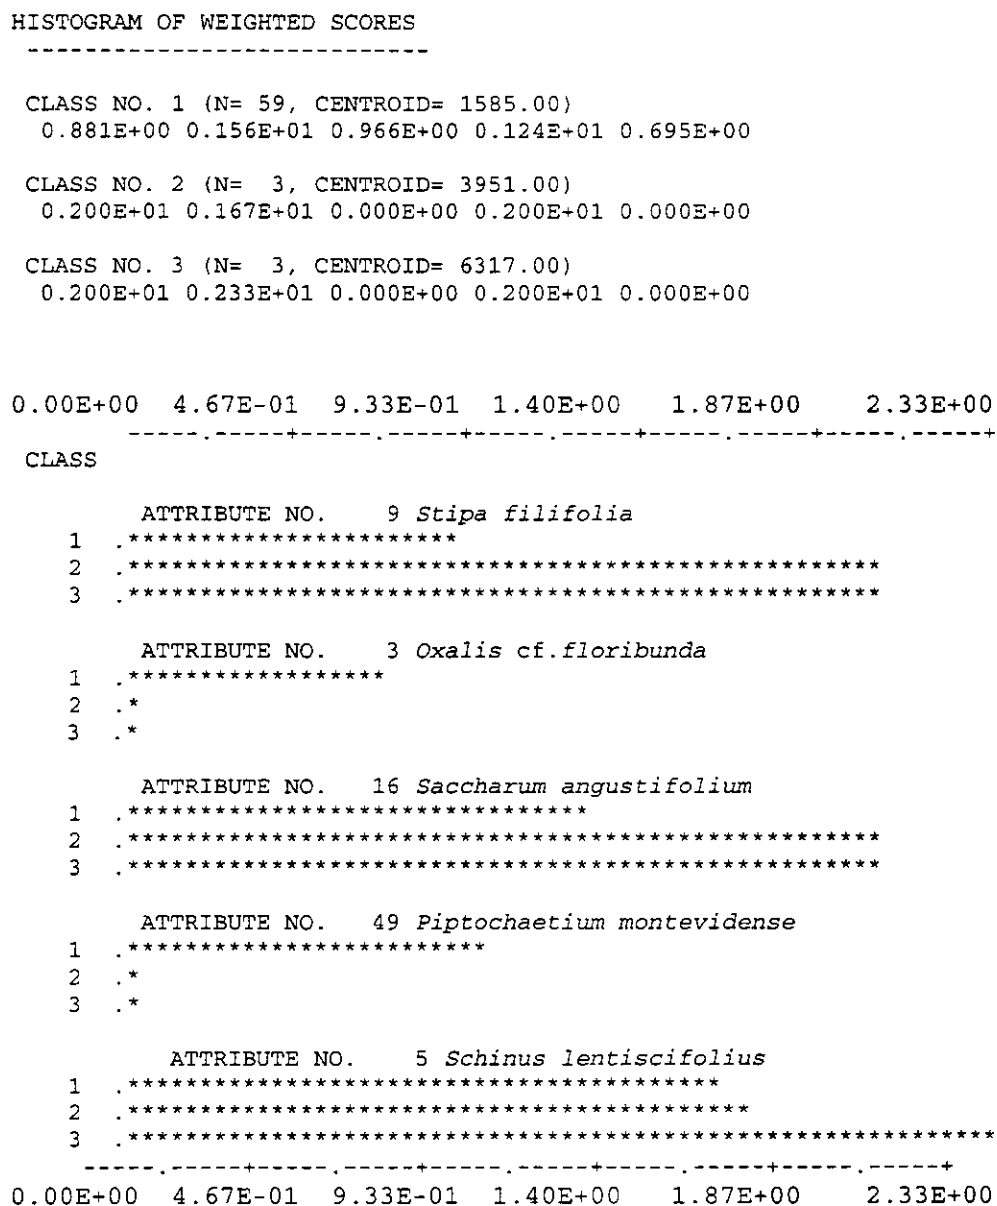 HISTOGRAM OF WEIGHTED SCORES
----------------------------
CLASS NO. 1 (N= 59, CENTROID= 1585.00)
0.881E+00 0.156E+01 0.966E+00 0.124E+01 0.695E+00
CLASS NO. 2 (N= 3, CENTROID= 3951.00)
0.200E+01 0.167E+01 0.000E+00 0.200E+01 0.000E+00
CLASS NO. 3 (N= 3, CENTROID= 6317.00)
0.200E+01 0.233E+01 0.000E+00 0.200E+01 0.000E+00
0.00E+00 4.67E-01 9.33E-01 1.40E+00 1.87E+00 2.33E+00
-----.-----+-----.-----+-----.-----+-----.-----+-----.-----+
CLASS
ATTRIBUTE NO. 9 Stipa filifolia
1 .***********************
2 .****************************************************
3 .****************************************************
ATTRIBUTE NO. 3 Oxalis cf.floribunda
1 .******************
2 .*
3 .*
ATTRIBUTE NO. 16 Saccharum angustifolium
1 .********************************
2 .****************************************************
3 .****************************************************
ATTRIBUTE NO. 49 Piptochaetium montevidense
1 .*************************
2 .*
3 .*
ATTRIBUTE NO. 5 Schinus lentiscifolius
1 .*****************************************
2 .*******************************************
3 .************************************************************
-----.-----+-----.-----+-----.-----+-----.-----+-----.-----+
0.00E+00 4.67E-01 9.33E-01 1.40E+00 1.87E+00 2.33E+00